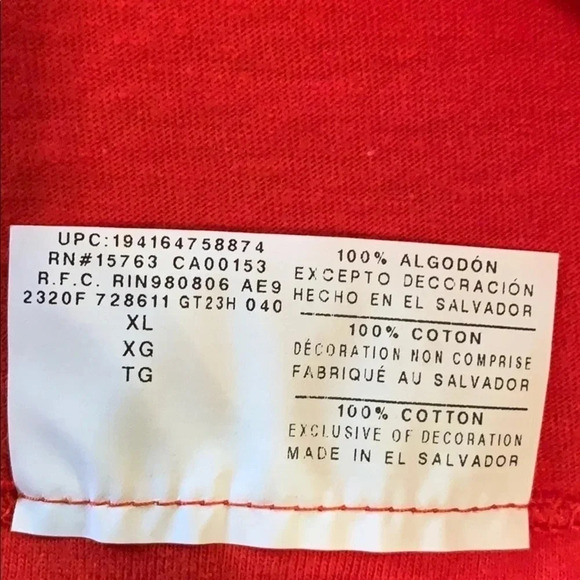 UPC:194164758874
RN#15763 CA00153
R.F.C. RIN980806 AE9
2320F 728611 GT23H 040
XL
XG
TG
100% ALGODÓN
EXCEPTO DECORACIÓN
HECHO EN EL SALVADOR
100% COTON
DÉCORATION NON COMPRISE
FABRIQUÉ AU SALVADOR
100% COTTON
EXCLUSIVE OF DECORATION
MADE IN EL SALVADOR